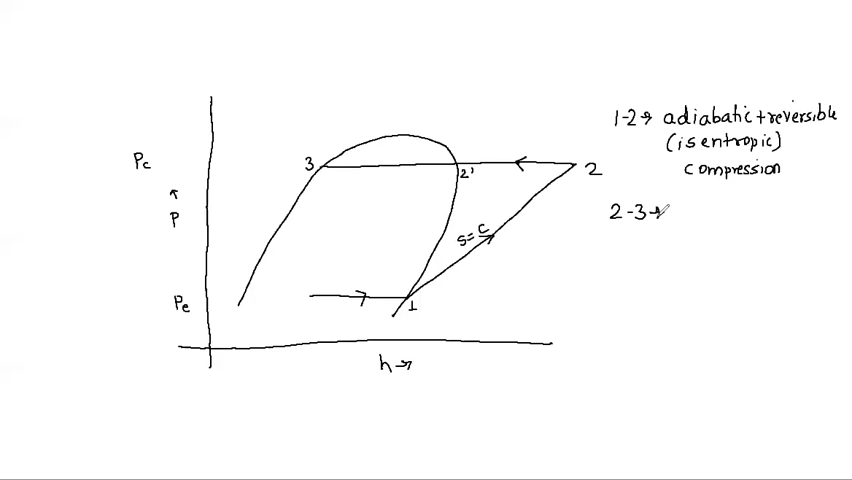 1-2→ adiabatic+reversible
(isentropic)
compression
2-3→
Pc
↑
P
Pe
3
2'
2
s=c
1
h→